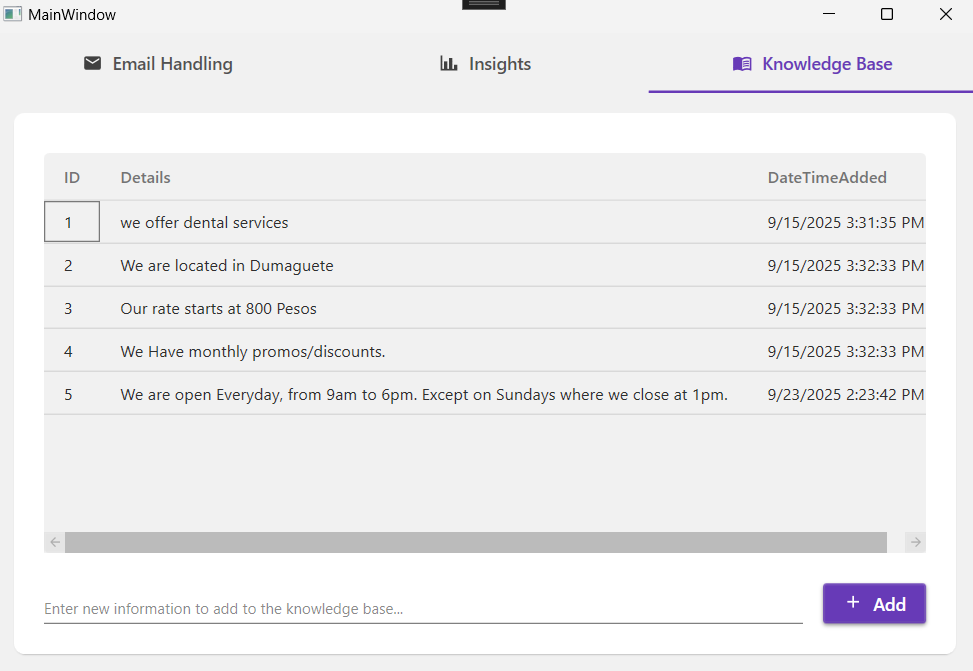 MainWindow
Email Handling Insights Knowledge Base
ID Details DateTimeAdded
1 we offer dental services 9/15/2025 3:31:35 PM
2 We are located in Dumaguete 9/15/2025 3:32:33 PM
3 Our rate starts at 800 Pesos 9/15/2025 3:32:33 PM
4 We Have monthly promos/discounts. 9/15/2025 3:32:33 PM
5 We are open Everyday, from 9am to 6pm. Except on Sundays where we close at 1pm. 9/23/2025 2:23:42 PM
Enter new information to add to the knowledge base... + Add